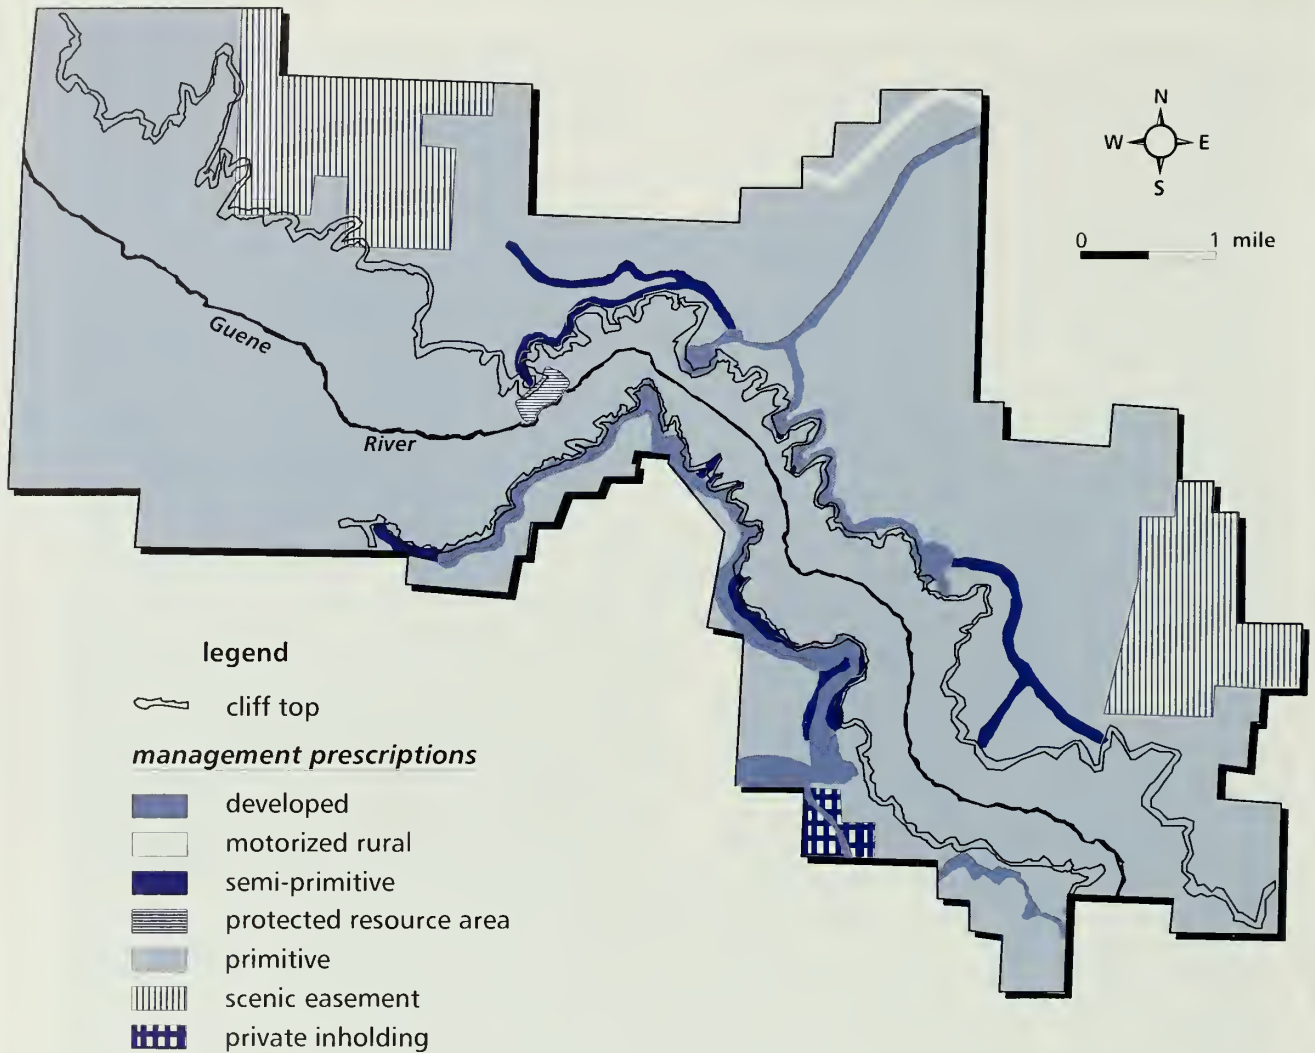 N
W E
S
0 1 mile
Guene
River
legend
cliff top
management prescriptions
developed
motorized rural
semi-primitive
protected resource area
primitive
scenic easement
private inholding